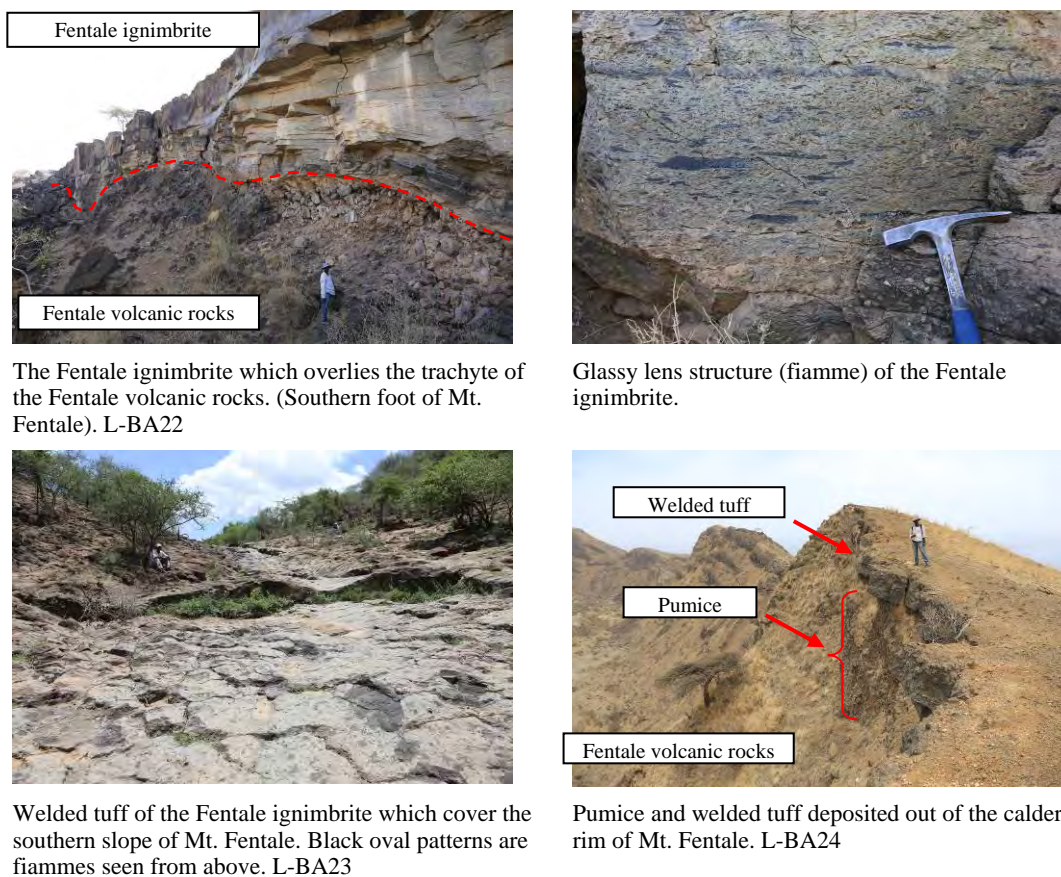 Fentale ignimbrite
Fentale volcanic rocks
The Fentale ignimbrite which overlies the trachyte of
the Fentale volcanic rocks. (Southern foot of Mt.
Fentale). L-BA22
Glassy lens structure (fiamme) of the Fentale
ignimbrite.
Welded tuff
Pumice
Fentale volcanic rocks
Welded tuff of the Fentale ignimbrite which cover the
southern slope of Mt. Fentale. Black oval patterns are
fiammes seen from above. L-BA23
Pumice and welded tuff deposited out of the calder
rim of Mt. Fentale. L-BA24